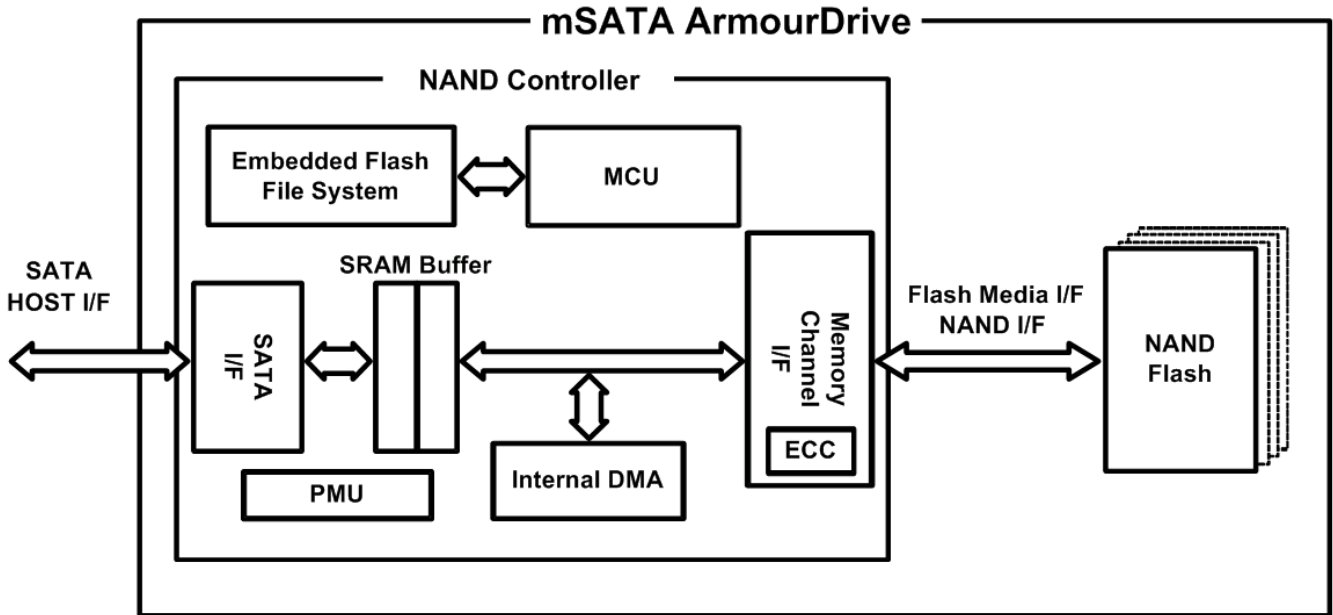 mSATA ArmourDrive
NAND Controller
Embedded Flash
File System
MCU
SATA
HOST I/F
SRAM Buffer
SATA
I/F
Memory
Channel
I/F
ECC
Flash Media I/F
NAND I/F
NAND
Flash
Internal DMA
PMU